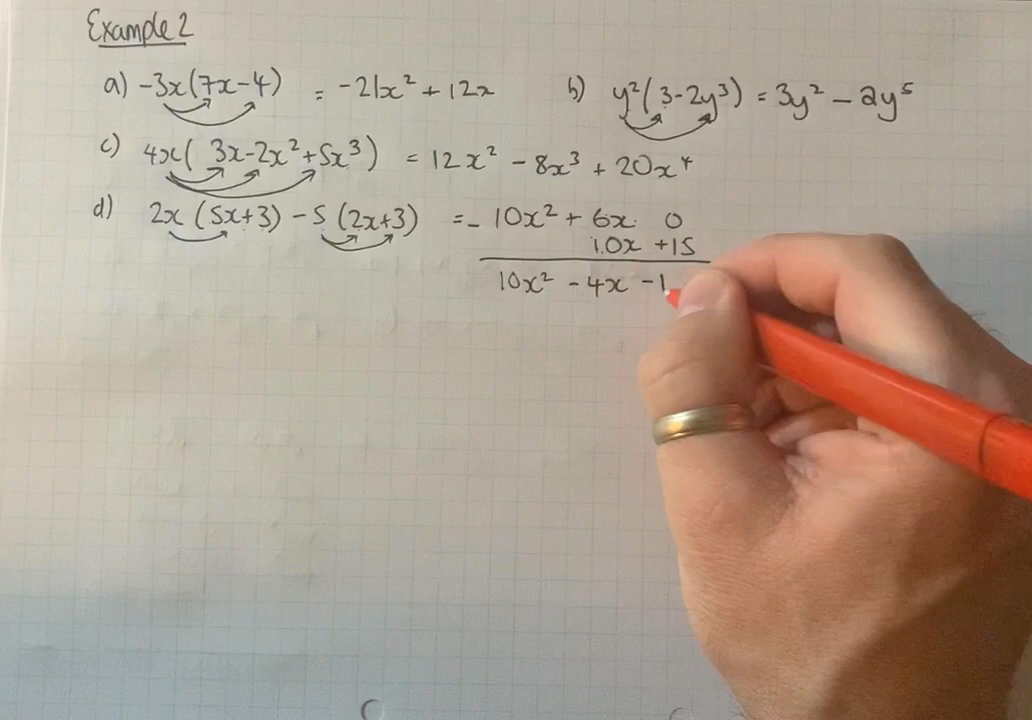 Example 2
a) -3x(7x-4) = -21x² + 12x
b) y²(3-2y³) = 3y² - 2y⁵
c) 4x( 3x-2x²+5x³) = 12x² - 8x³ + 20x⁴
d) 2x (5x+3) - 5 (2x+3) = - 10x² + 6x 0
10x +15
10x² - 4x - 1